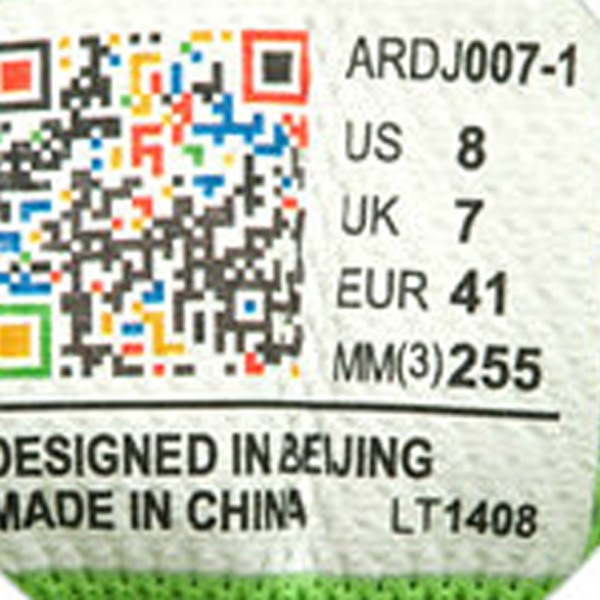 ARDJ007-1
US 8
UK 7
EUR 41
MM(3) 255
DESIGNED IN BEIJING
MADE IN CHINA LT1408